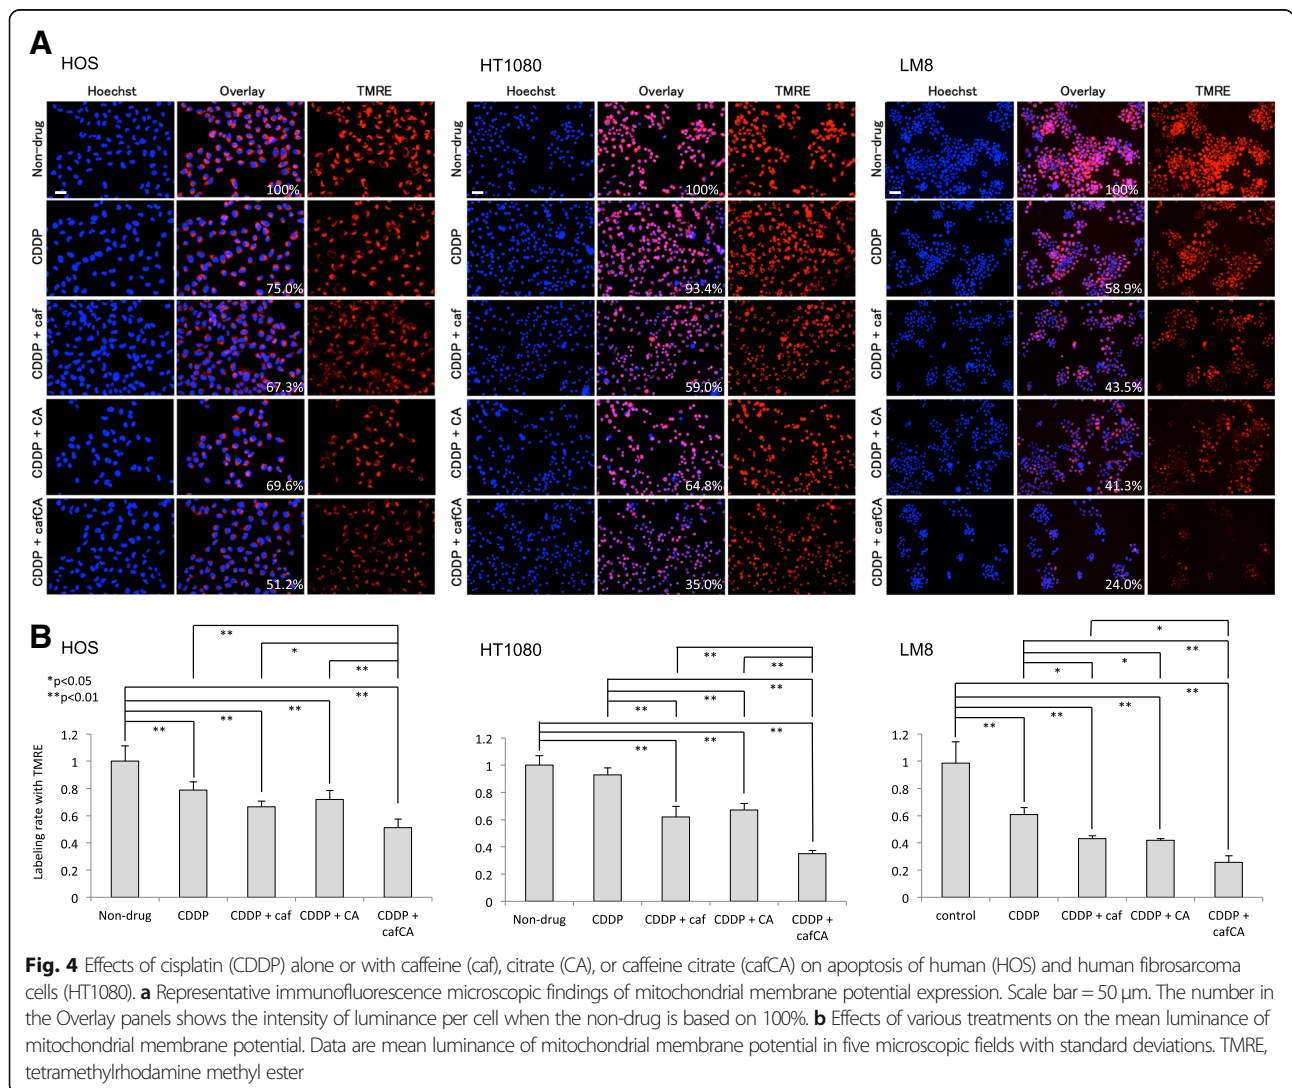 A
HOS
HT1080
LM8
Hoechst Overlay TMRE
Hoechst Overlay TMRE
Hoechst Overlay TMRE
Non-drug
100%
Non-drug
100%
Non-drug
100%
CDDP
75.0%
CDDP
93.4%
CDDP
58.9%
CDDP + caf
67.3%
CDDP + caf
59.0%
CDDP + caf
43.5%
CDDP + CA
69.6%
CDDP + CA
64.8%
CDDP + CA
41.3%
CDDP + cafCA
51.2%
CDDP + cafCA
35.0%
CDDP + cafCA
24.0%
B
HOS
*p<0.05
**p<0.01
**
*
**
**
**
**
**
Labeling rate with TMRE
1.2
1
0.8
0.6
0.4
0.2
0
Non-drug CDDP CDDP + caf CDDP + CA CDDP +
cafCA
HT1080
**
**
**
**
**
**
**
**
1.2
1
0.8
0.6
0.4
0.2
0
Non-drug CDDP CDDP + caf CDDP + CA CDDP +
cafCA
LM8
*
**
*
*
**
**
**
**
1.2
1
0.8
0.6
0.4
0.2
0
control CDDP CDDP + caf CDDP + CA CDDP +
cafCA
Fig. 4 Effects of cisplatin (CDDP) alone or with caffeine (caf), citrate (CA), or caffeine citrate (cafCA) on apoptosis of human (HOS) and human fibrosarcoma
cells (HT1080). a Representative immunofluorescence microscopic findings of mitochondrial membrane potential expression. Scale bar = 50 μm. The number in
the Overlay panels shows the intensity of luminance per cell when the non-drug is based on 100%. b Effects of various treatments on the mean luminance of
mitochondrial membrane potential. Data are mean luminance of mitochondrial membrane potential in five microscopic fields with standard deviations. TMRE,
tetramethylrhodamine methyl ester